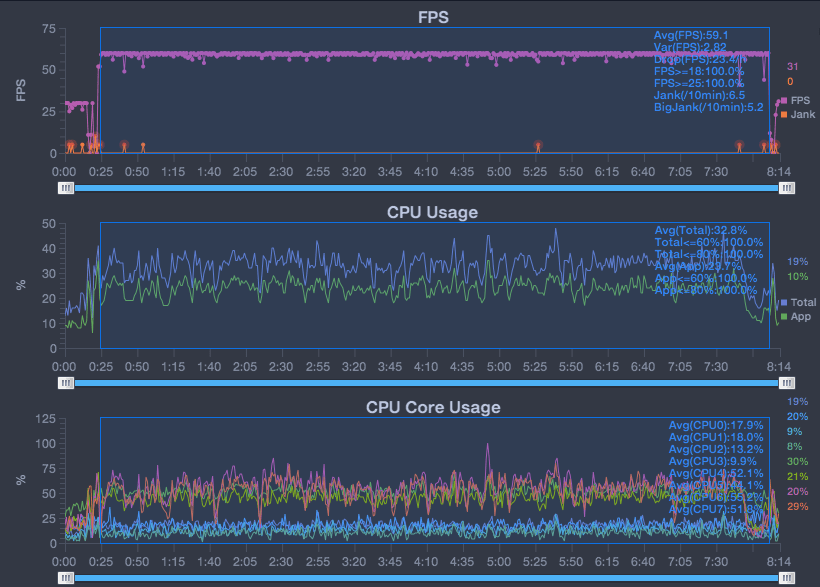 FPS
75
50
25
0
FPS
Avg(FPS):59.1
Var(FPS):2.82
Drop(FPS):23.4/h
FPS>=18:100.0%
FPS>=25:100.0%
Jank(/10min):6.5
BigJank(/10min):5.2
31
0
FPS
Jank
0:00 0:25 0:50 1:15 1:40 2:05 2:30 2:55 3:20 3:45 4:10 4:35 5:00 5:25 5:50 6:15 6:40 7:05 7:30 8:14
CPU Usage
50
40
30
20
10
0
%
Avg(Total):32.8%
Total<=60%:100.0%
Total<=80%:100.0%
Avg(App):23.7%
App<=60%:100.0%
App<=80%:100.0%
19%
10%
Total
App
0:00 0:25 0:50 1:15 1:40 2:05 2:30 2:55 3:20 3:45 4:10 4:35 5:00 5:25 5:50 6:15 6:40 7:05 7:30 8:14
CPU Core Usage
125
100
75
50
25
0
%
Avg(CPU0):17.9%
Avg(CPU1):18.0%
Avg(CPU2):13.2%
Avg(CPU3):9.9%
Avg(CPU4):52.1%
Avg(CPU7):51.8%
19%
20%
9%
8%
30%
21%
20%
29%
0:00 0:25 0:50 1:15 1:40 2:05 2:30 2:55 3:20 3:45 4:10 4:35 5:00 5:25 5:50 6:15 6:40 7:05 7:30 8:14